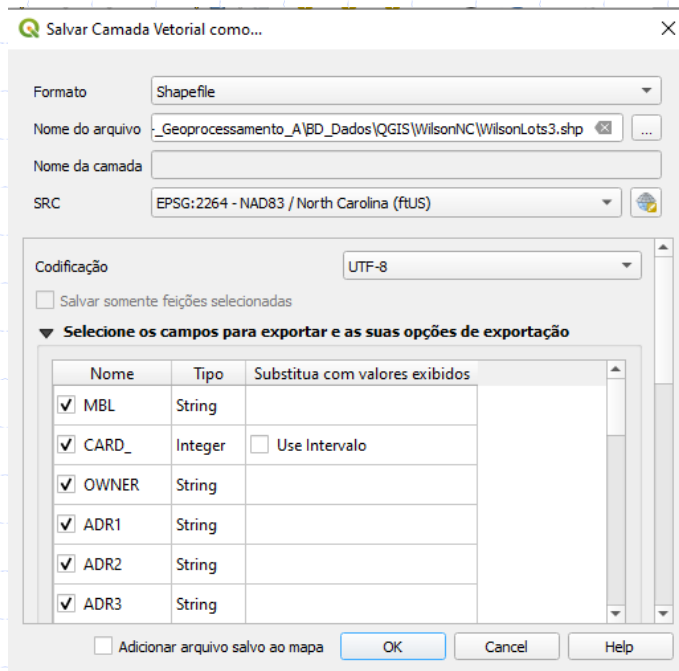 Salvar Camada Vetorial como...
Formato Shapefile
Nome do arquivo _Geoprocessamento_A\BD_Dados\QGIS\WilsonNC\WilsonLots3.shp ...
Nome da camada
SRC EPSG:2264 - NAD83 / North Carolina (ftUS)
Codificação UTF-8
Salvar somente feições selecionadas
Selecione os campos para exportar e as suas opções de exportação
Nome Tipo Substitua com valores exibidos
MBL String
CARD_ Integer Use Intervalo
OWNER String
ADR1 String
ADR2 String
ADR3 String
Adicionar arquivo salvo ao mapa OK Cancel Help